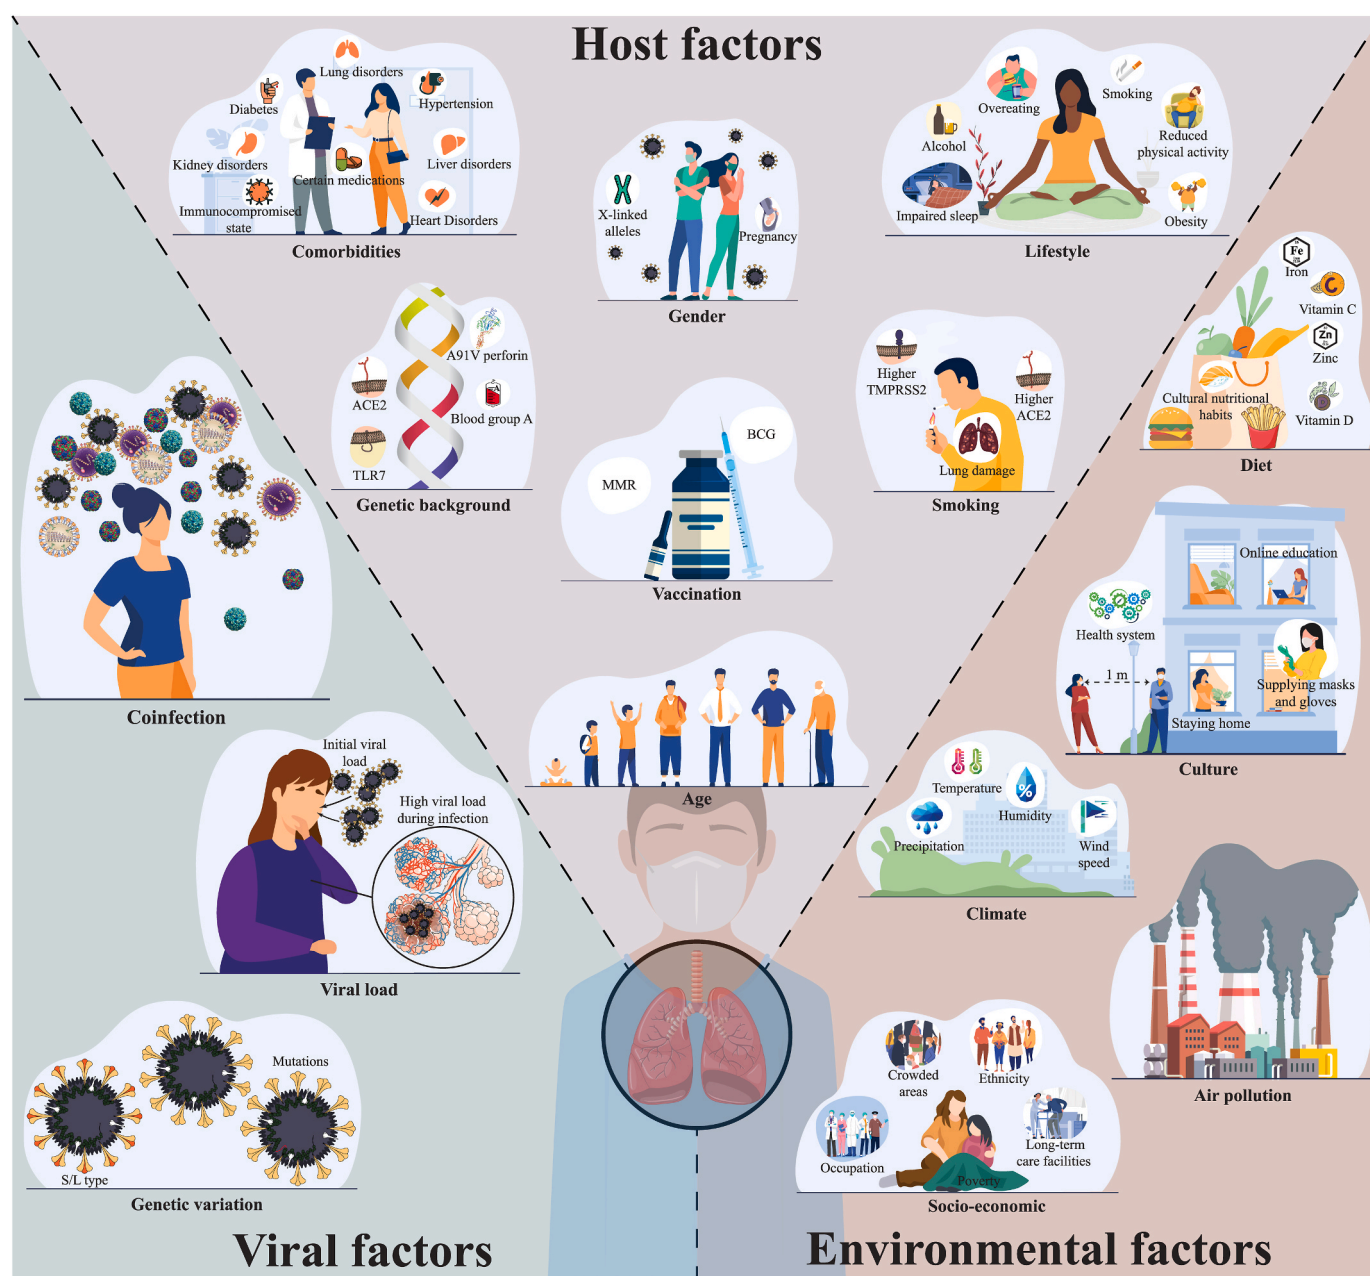 Host factors
Lung disorders
Diabetes
Hypertension
Kidney disorders
Certain medications
Liver disorders
Immunocompromised
state
Heart Disorders
Comorbidities
X-linked
alleles
Pregnancy
Gender
Overeating
Smoking
Alcohol
Reduced
physical activity
Impaired sleep
Obesity
Lifestyle
A91V perforin
ACE2
A
Blood group A
TLR7
Genetic background
MMR
BCG
Vaccination
Higher
TMPRSS2
Higher
ACE2
Lung damage
Smoking
Age
Fe
Iron
C
Vitamin C
Zn
Zinc
Cultural nutritional
habits
D
Vitamin D
Diet
Online education
Health system
1 m
Supplying masks
and gloves
Staying home
Culture
Temperature
%
Humidity
Precipitation
Wind
speed
Climate
Air pollution
Crowded
areas
Ethnicity
Occupation
Long-term
care facilities
Poverty
Socio-economic
Environmental factors
Coinfection
Initial viral
load
High viral load
during infection
Viral load
Mutations
S/L type
Genetic variation
Viral factors